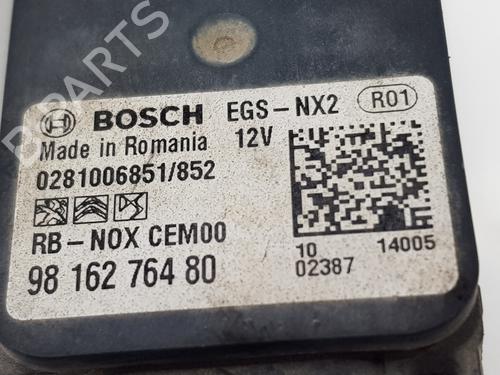 B-PARTS
BOSCH EGS-NX2 R01
Made in Romania 12V
0281006851/852
RB-NOX CEM00
98 162 764 80
10 14005
02387